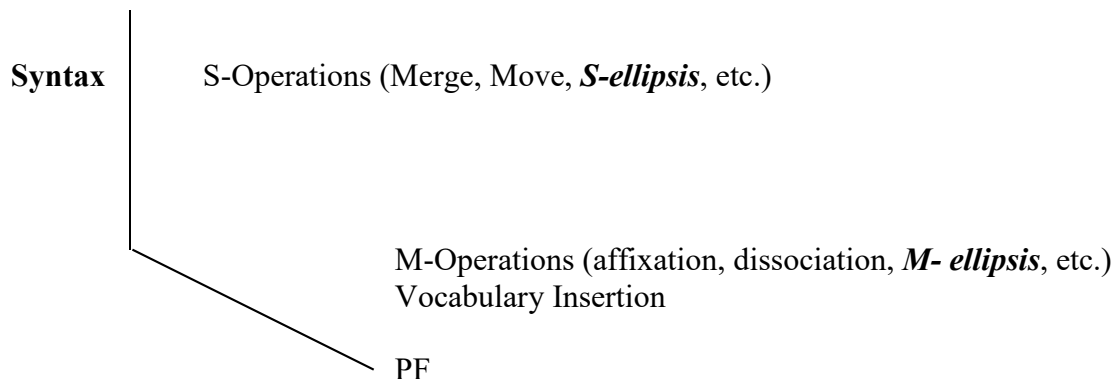 Syntax S-Operations (Merge, Move, S-ellipsis, etc.)
M-Operations (affixation, dissociation, M- ellipsis, etc.)
Vocabulary Insertion
PF